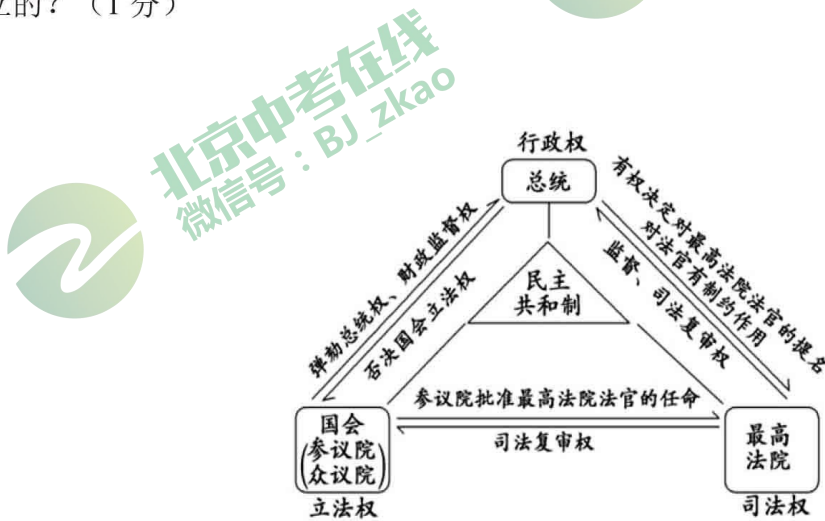 立的？（1 分）
北京中考在线
微信号：BJ_zkao
行政权
总统
有权决定对最高法院法官的提名
对法官有制约作用
监督、司法复审权
弹劾总统权、财政监督权
否决国会立法权
民主
共和制
参议院批准最高法院法官的任命
司法复审权
国会
(参议院)
(众议院)
立法权
最高
法院
司法权